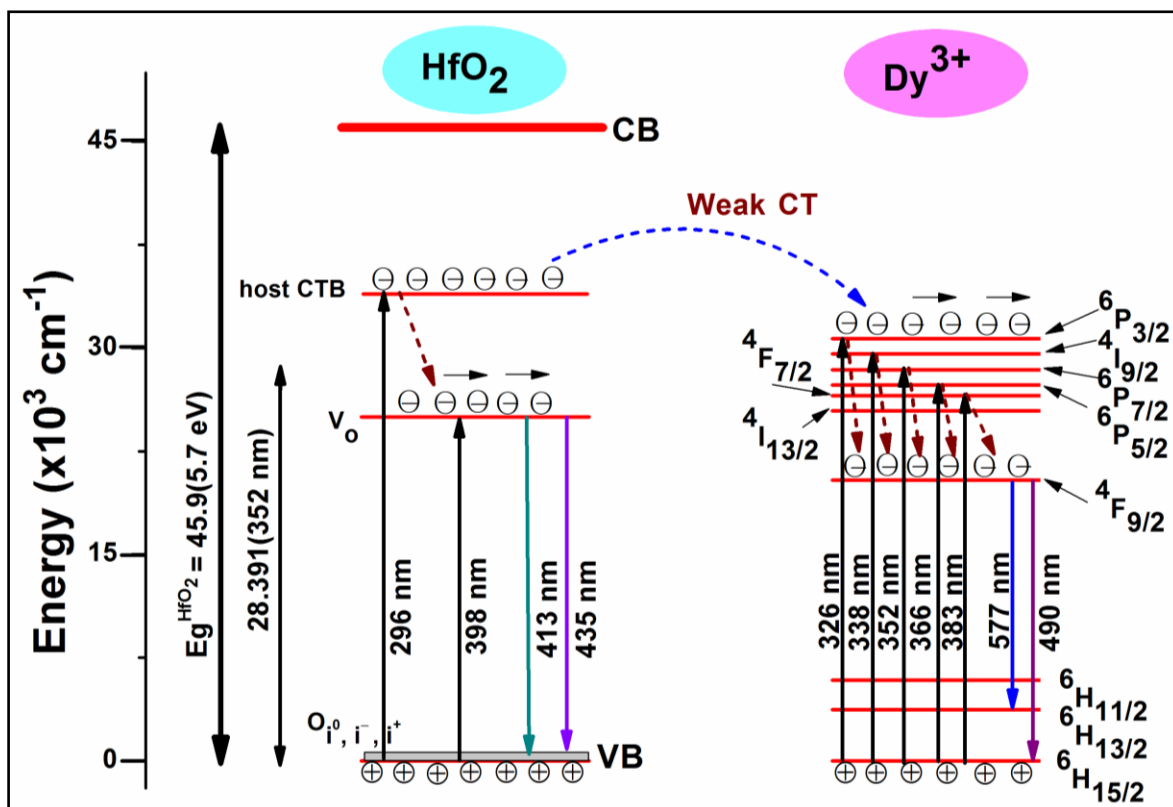 HfO2
Dy3+
CB
45
30
15
0
Energy (x10³ cm⁻¹)
Eg^HfO2 = 45.9(5.7 eV)
28.391(352 nm)
Weak CT
host CTB
Vo
296 nm
398 nm
413 nm
435 nm
Oi⁰, i⁻, i⁺
VB
⁶P3/2
⁴I9/2
⁶P7/2
⁶P5/2
⁴F7/2
⁴I13/2
⁴F9/2
326 nm
338 nm
352 nm
366 nm
383 nm
577 nm
490 nm
⁶H11/2
⁶H13/2
⁶H15/2